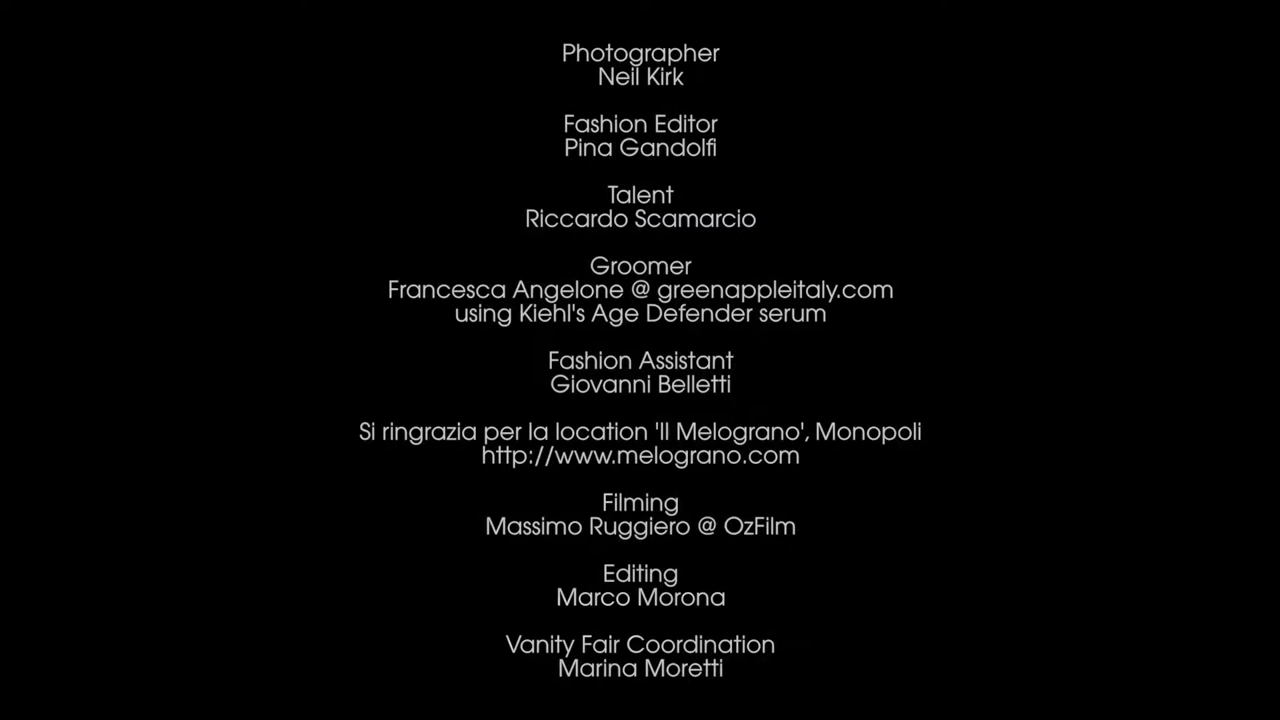 Photographer
Neil Kirk
Fashion Editor
Pina Gandolfi
Talent
Riccardo Scamarcio
Groomer
Francesca Angelone @ greenappleitaly.com
using Kiehl's Age Defender serum
Fashion Assistant
Giovanni Belletti
Si ringrazia per la location 'Il Melograno', Monopoli
http://www.melograno.com
Filming
Massimo Ruggiero @ OzFilm
Editing
Marco Morona
Vanity Fair Coordination
Marina Moretti